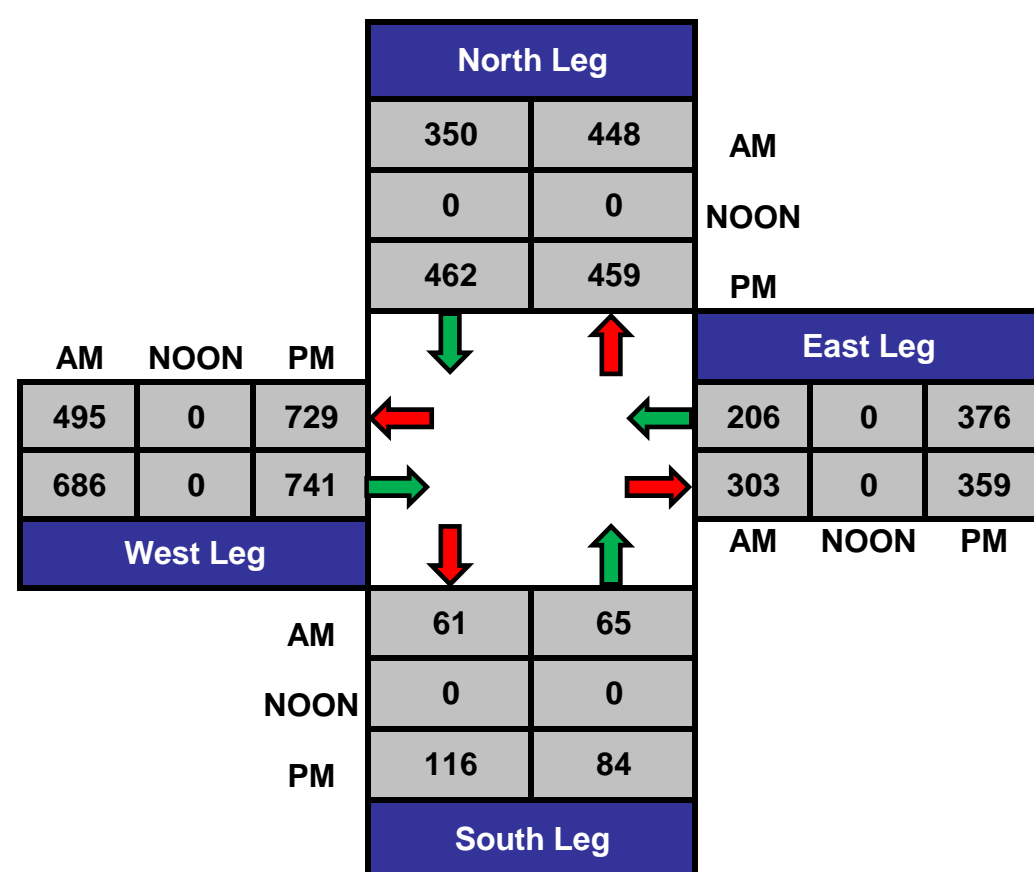 North Leg
350 448 AM
0 0 NOON
462 459 PM
East Leg
AM NOON PM
495 0 729 206 0 376
686 0 741 303 0 359
West Leg
AM NOON PM
AM 61 65
NOON 0 0
PM 116 84
South Leg